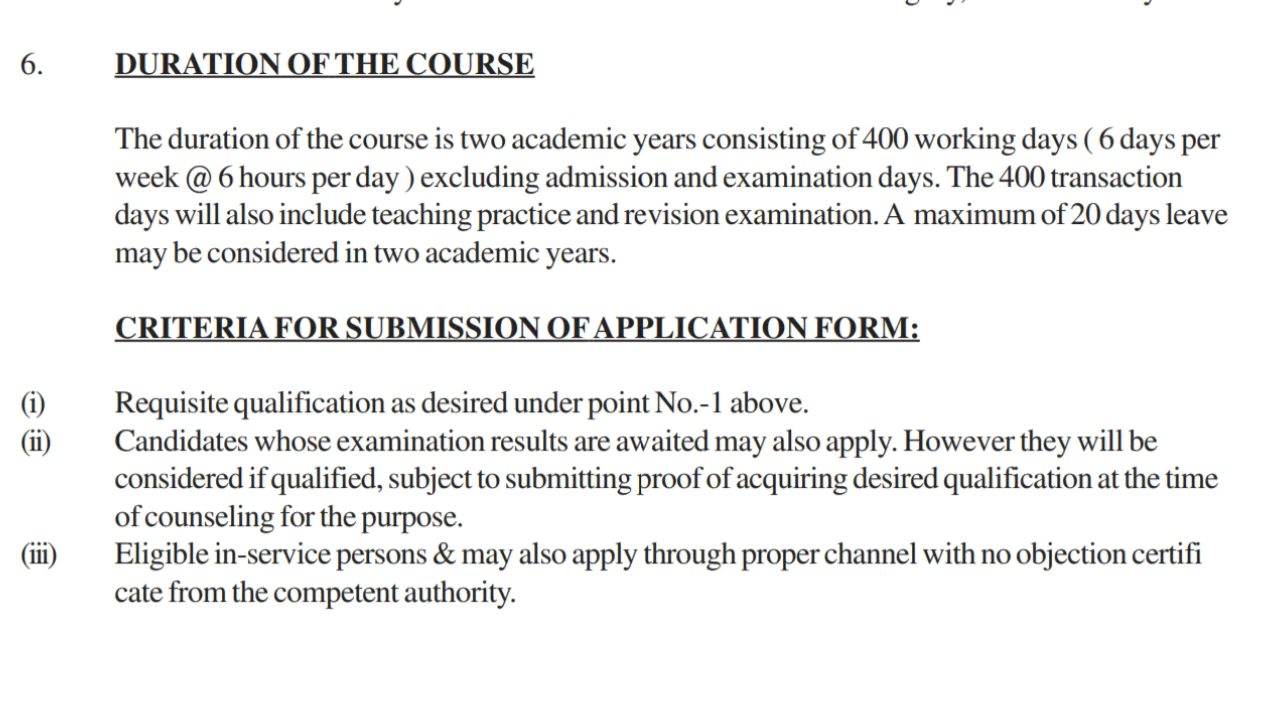 6. DURATION OF THE COURSE
The duration of the course is two academic years consisting of 400 working days ( 6 days per
week @ 6 hours per day ) excluding admission and examination days. The 400 transaction
days will also include teaching practice and revision examination. A maximum of 20 days leave
may be considered in two academic years.
CRITERIA FOR SUBMISSION OF APPLICATION FORM:
(i) Requisite qualification as desired under point No.-1 above.
(ii) Candidates whose examination results are awaited may also apply. However they will be
considered if qualified, subject to submitting proof of acquiring desired qualification at the time
of counseling for the purpose.
(iii) Eligible in-service persons & may also apply through proper channel with no objection certifi
cate from the competent authority.